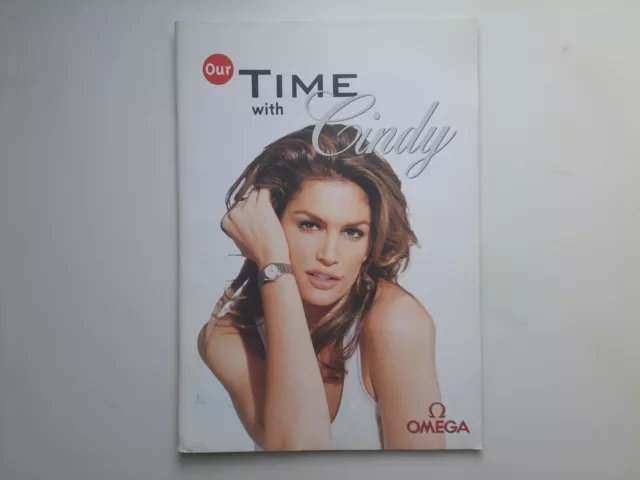 Our TIME
with Cindy
Ω
OMEGA